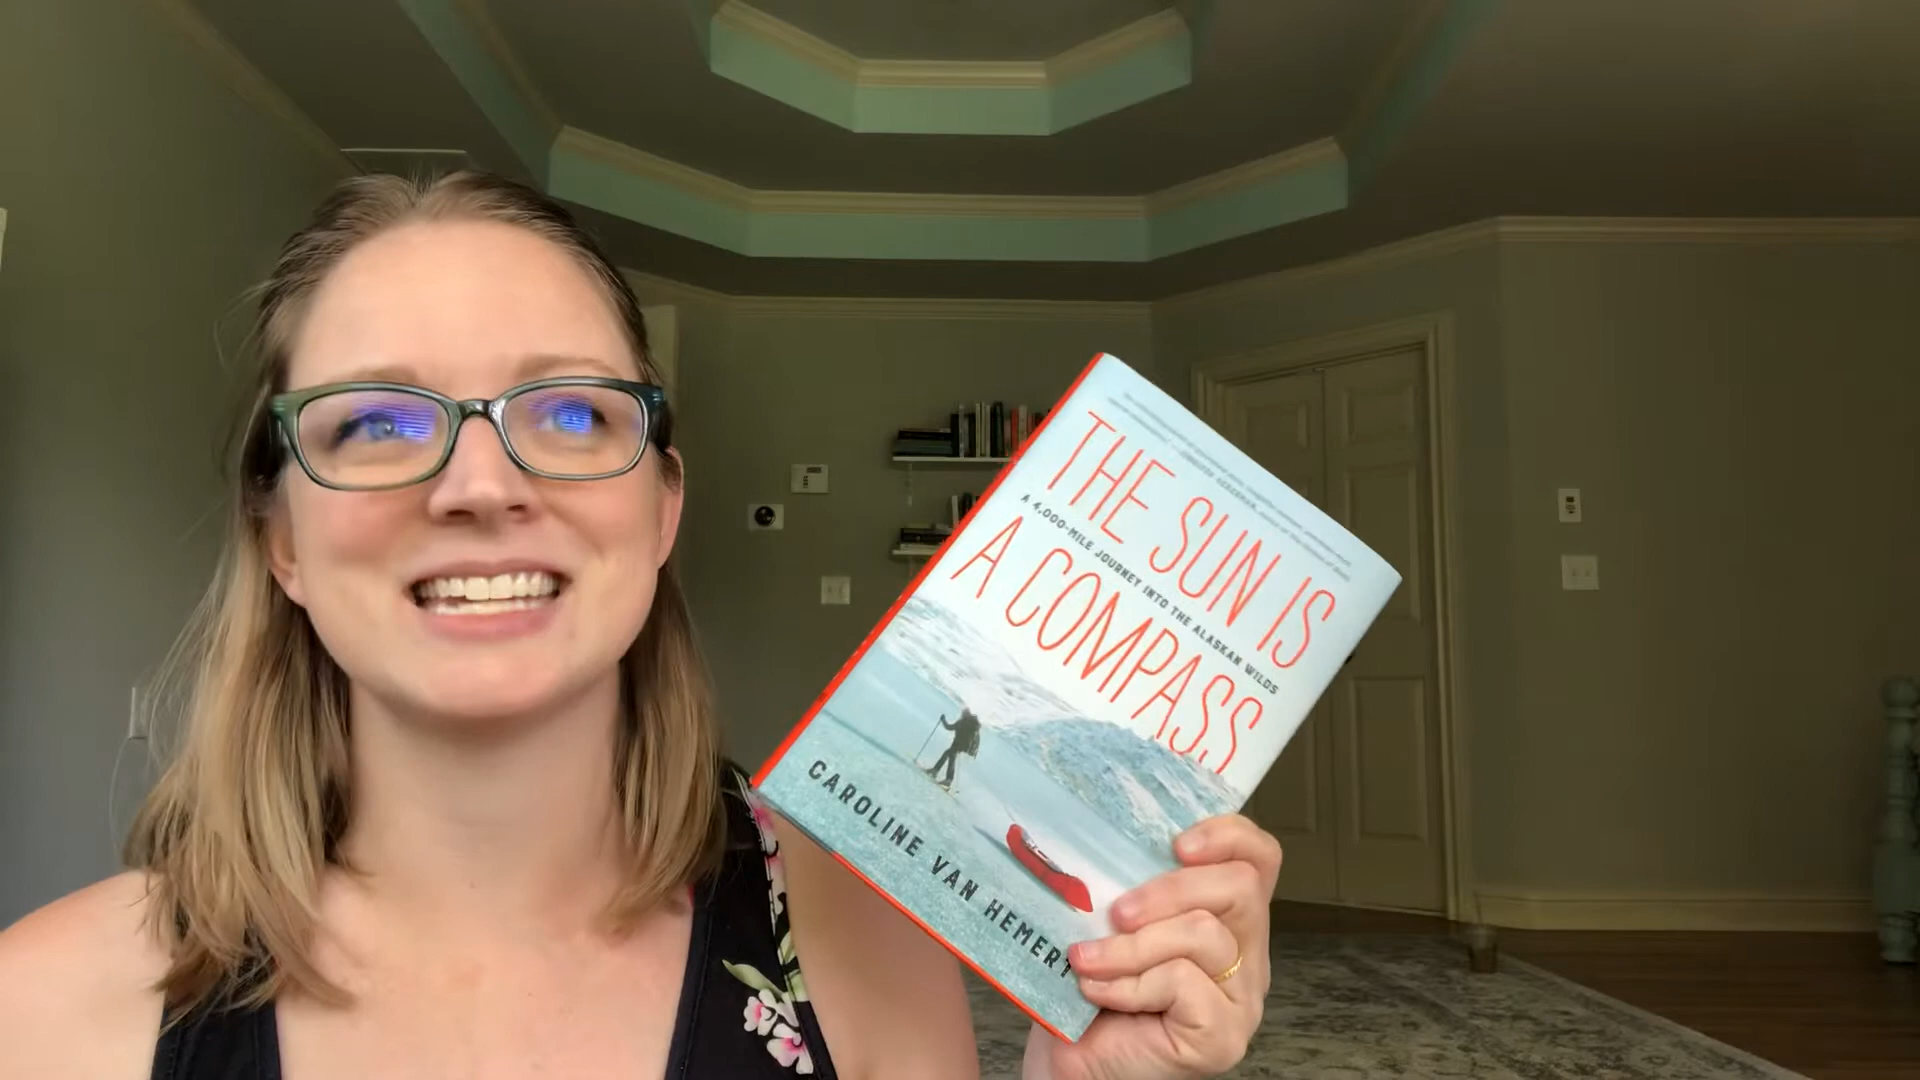 THE SUN IS
A 4,000-MILE JOURNEY INTO THE ALASKAN WILDS
A COMPASS
CAROLINE VAN HEMERT